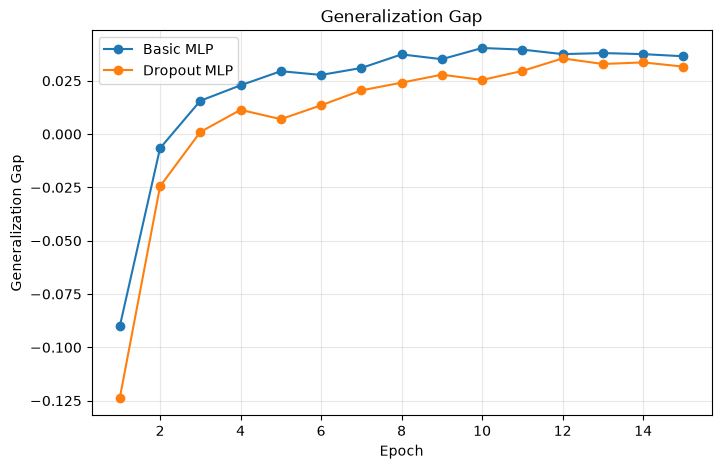 Generalization Gap
Basic MLP
Dropout MLP
0.025
0.000
−0.025
−0.050
−0.075
−0.100
−0.125
Generalization Gap
2 4 6 8 10 12 14
Epoch